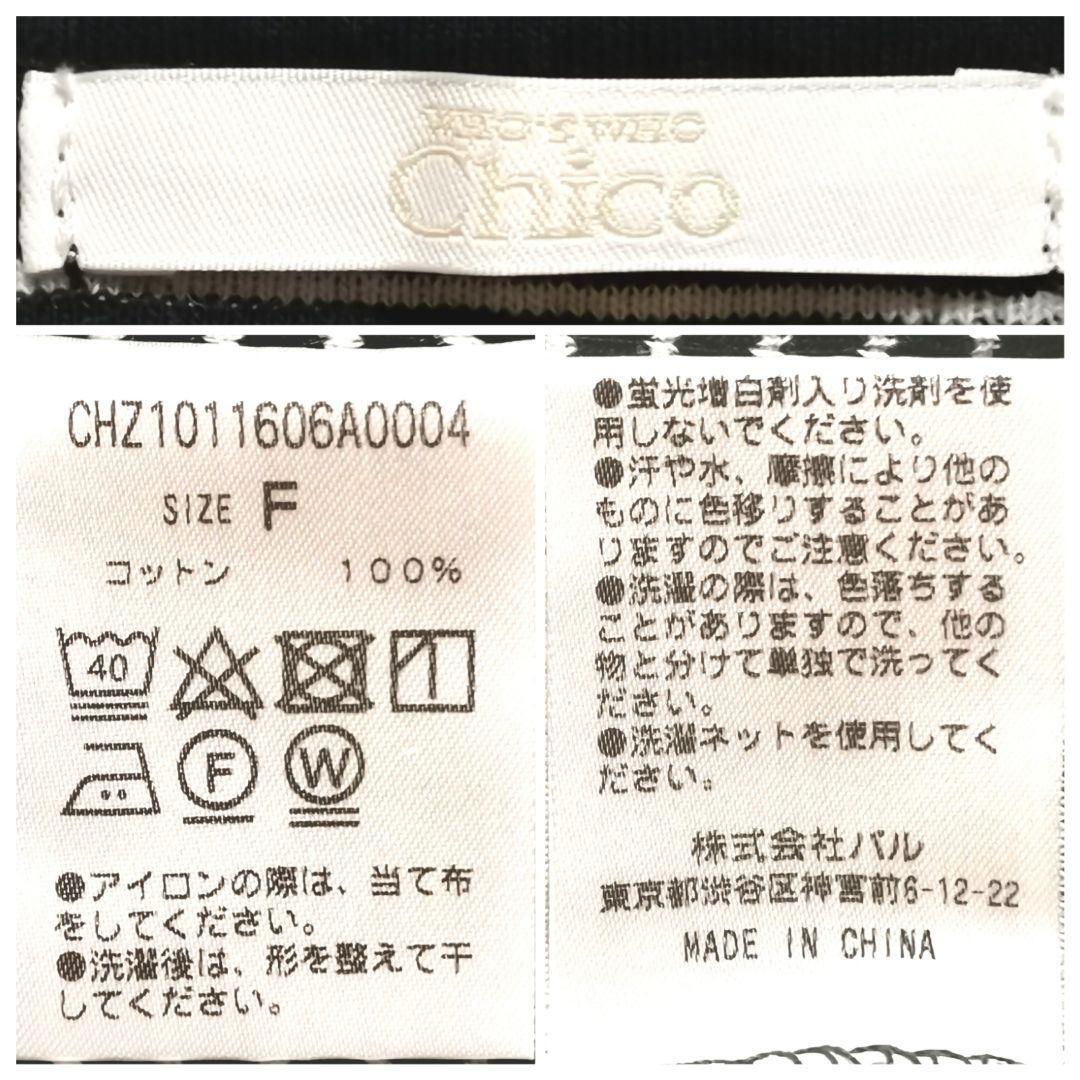 WHO'S WHO
Chico
CHZ1011606A0004
SIZE F
コットン 100%
40
F W
●アイロンの際は、当て布
をしてください。
●洗濯後は、形を整えて干
してください。
●蛍光増白剤入り洗剤を使
用しないでください。
●汗や水、摩擦により他の
ものに色移りすることがあ
りますのでご注意ください。
●洗濯の際は、色落ちする
ことがありますので、他の
物と分けて単独で洗ってく
ださい。
●洗濯ネットを使用してく
ださい。
株式会社バル
東京都渋谷区神宮前6-12-22
MADE IN CHINA